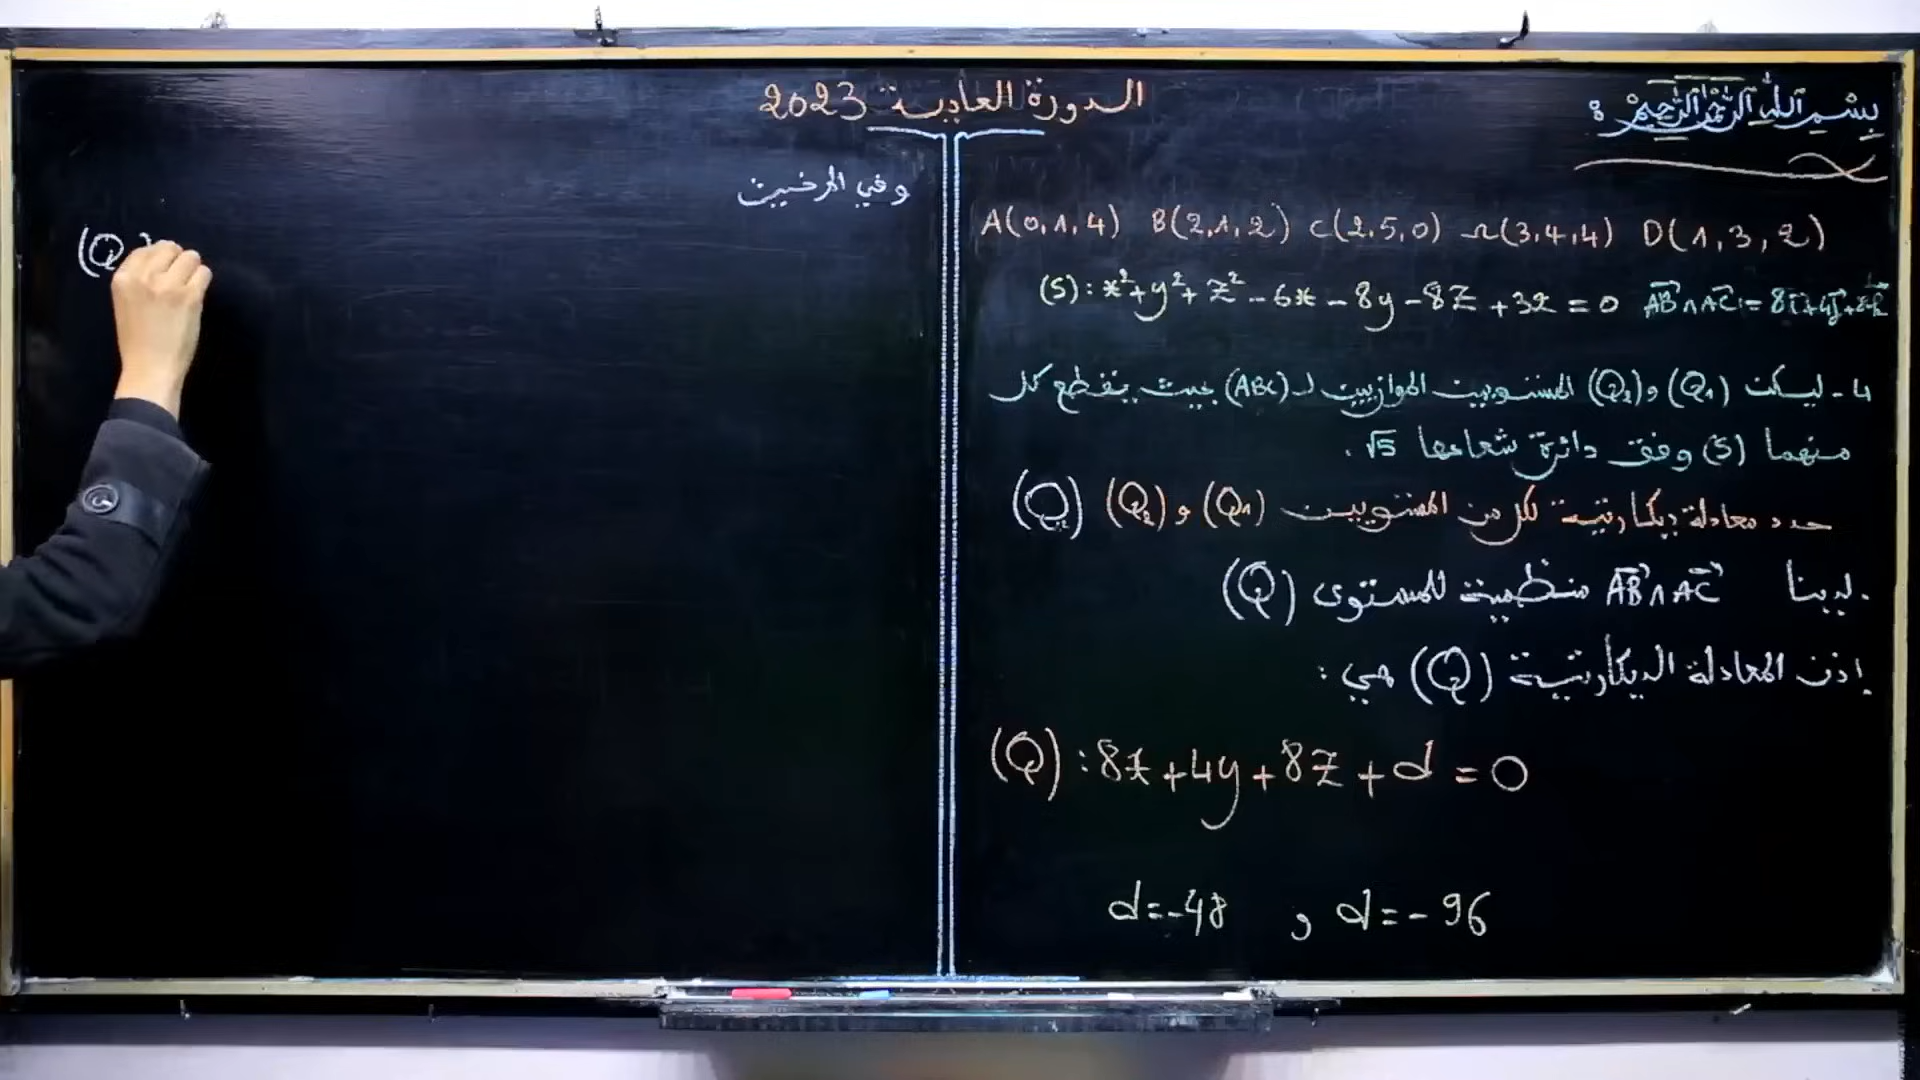 الدورة العادية 2023
بسم الله الرحمن الرحيم :
A(0,1,4) B(2,1,2) C(2,5,0) Ω(3,4,4) D(1,3,2)
(S): x²+y²+z²-6x-8y-8z+32=0 AB∧AC=8i+4j+8k
4- ليكن (Q₁) و (Q₂) المستويين الموازيين لـ (ABC) بحيث يقطع كل
منهما (S) وفق دائرة شعاعها √5 .
حدد معادلة ديكارتية لكل من المستويين (Q₁) و (Q₂) (Q)
. لدينا AB∧AC منظمية للمستوى (Q)
إذن المعادلة الديكارتية (Q) هي :
(Q): 8x+4y+8z+d=0
d=-48 و d=-96
(Q